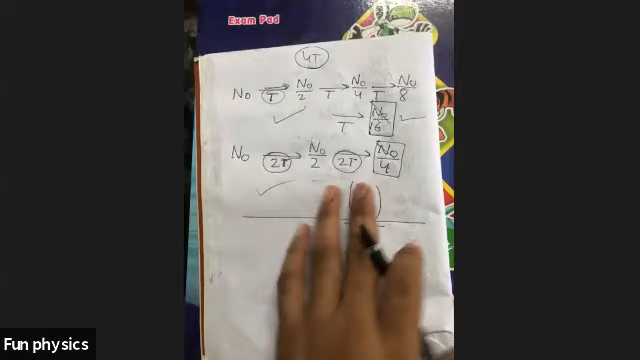 Exam Pad
4T
N₀ →T N₀/2 →T N₀/4 →T N₀/8
→T N₀/16
N₀ →2T N₀/2 →2T N₀/4
Fun physics